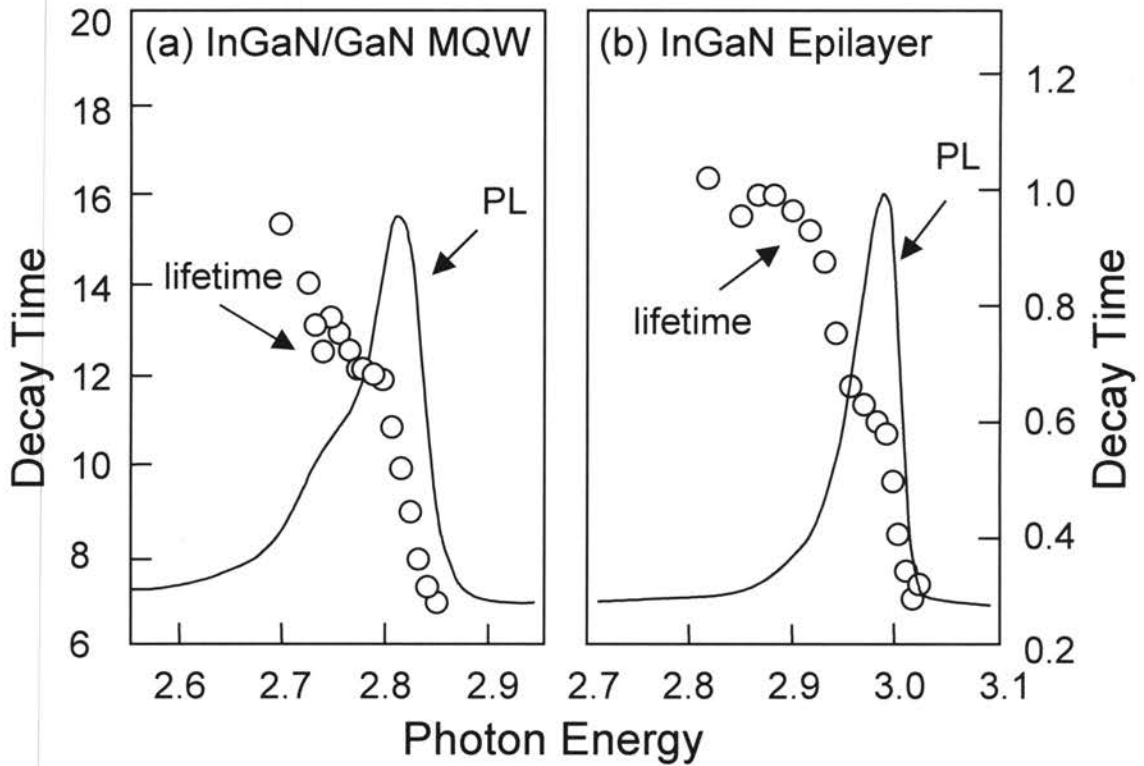 (a) InGaN/GaN MQW
(b) InGaN Epilayer
20
18
16
14
12
10
8
6
Decay Time
lifetime
PL
2.6
2.7
2.8
2.9
lifetime
PL
2.7
2.8
2.9
3.0
3.1
1.2
1.0
0.8
0.6
0.4
0.2
Decay Time
Photon Energy